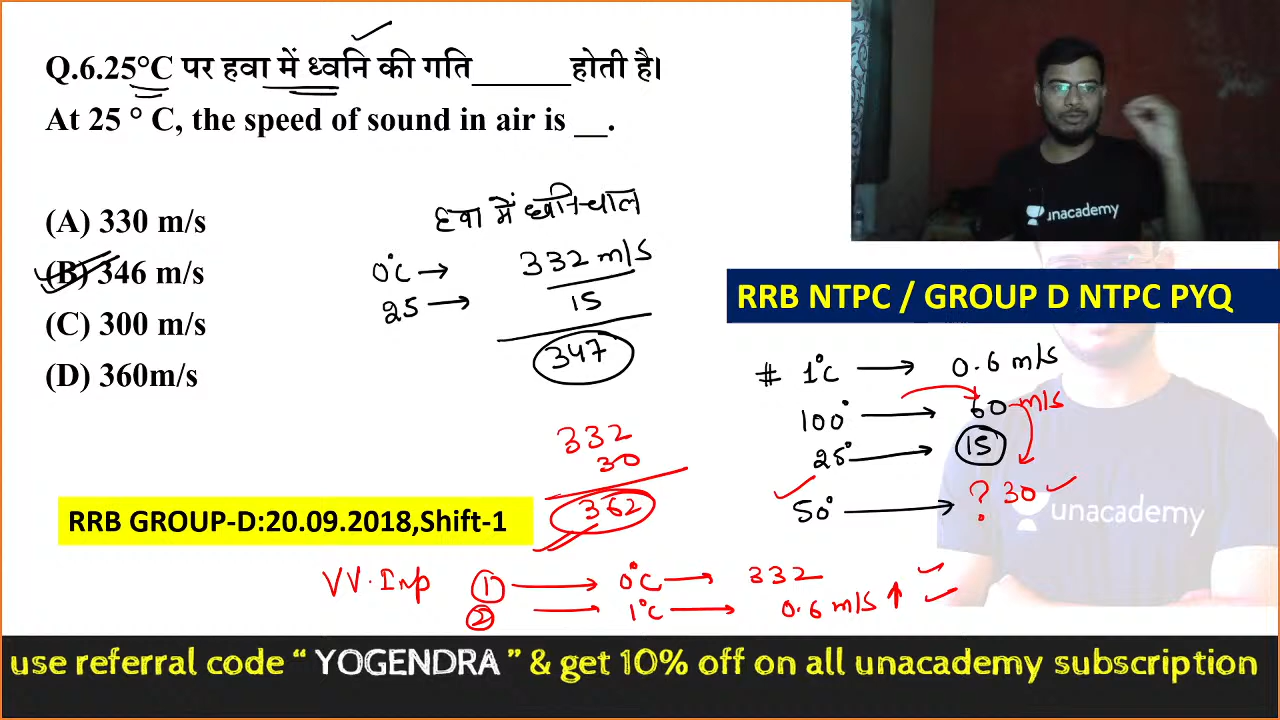 Q.6.25°C पर हवा में ध्वनि की गति______होती है।
At 25 ° C, the speed of sound in air is __.
(A) 330 m/s
(B) 346 m/s
(C) 300 m/s
(D) 360m/s
हवा में ध्वनि चाल
0°C → 332 m/s
25 → 15
347
332
30
362
unacademy
RRB NTPC / GROUP D NTPC PYQ
# 1°C → 0.6 m/s
100° → 60 m/s
25° → 15
50° → ? 30
unacademy
RRB GROUP-D:20.09.2018,Shift-1
VV. Imp ① → 0°C → 332
② → 1°C → 0.6 m/s ↑
use referral code “ YOGENDRA ” & get 10% off on all unacademy subscription